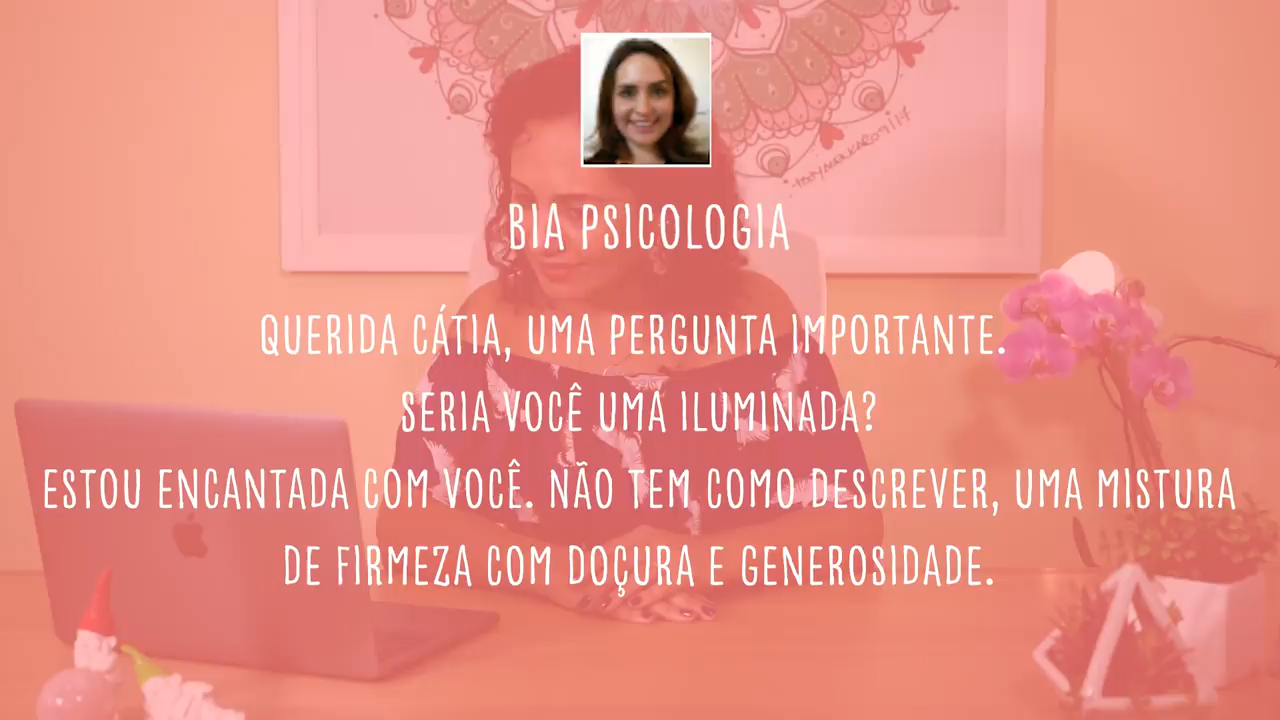 BIA PSICOLOGIA
QUERIDA CÁTIA, UMA PERGUNTA IMPORTANTE.
SERIA VOCÊ UMA ILUMINADA?
ESTOU ENCANTADA COM VOCÊ. NÃO TEM COMO DESCREVER, UMA MISTURA
DE FIRMEZA COM DOÇURA E GENEROSIDADE.